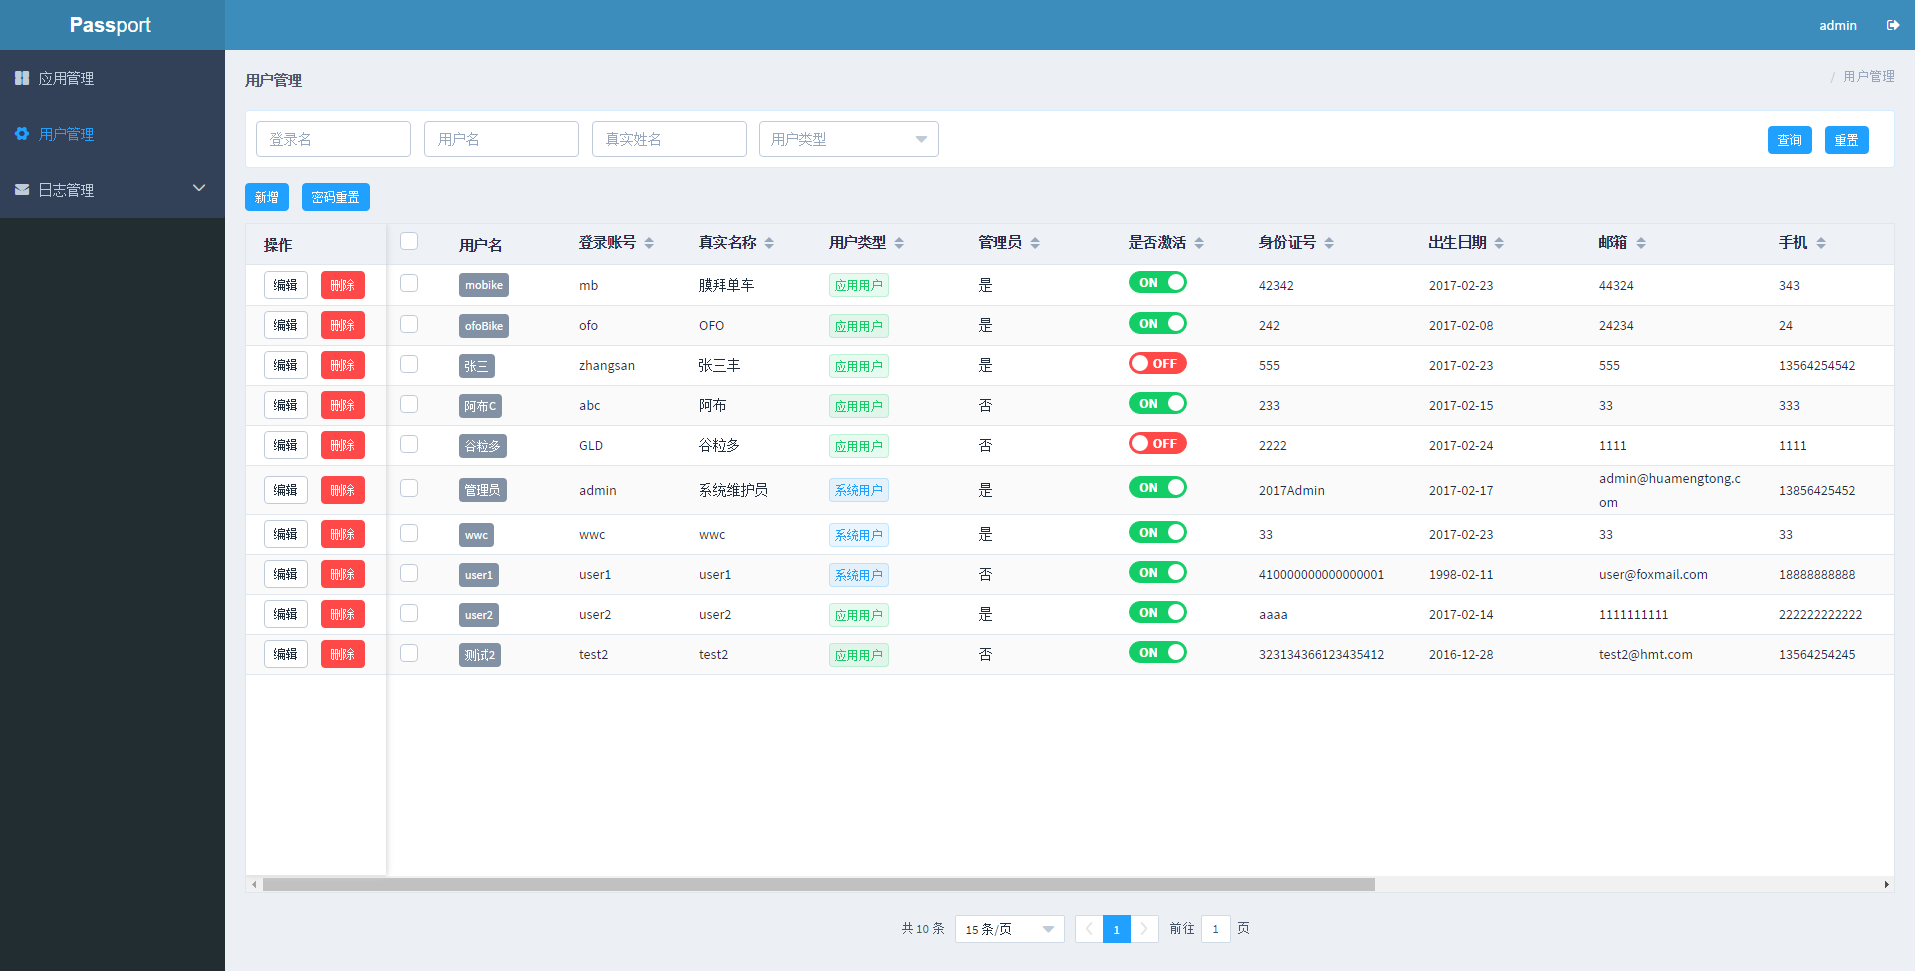 Passport
admin
应用管理
用户管理
日志管理
用户管理
/ 用户管理
登录名 用户名 真实姓名 用户类型 查询 重置
新增 密码重置
操作 用户名 登录账号 真实名称 用户类型 管理员 是否激活 身份证号 出生日期 邮箱 手机
编辑 删除 mobike mb 膜拜单车 应用用户 是 ON 42342 2017-02-23 44324 343
编辑 删除 ofoBike ofo OFO 应用用户 是 ON 242 2017-02-08 24234 24
编辑 删除 张三 zhangsan 张三丰 应用用户 是 OFF 555 2017-02-23 555 13564254542
编辑 删除 阿布C abc 阿布 应用用户 否 ON 233 2017-02-15 33 333
编辑 删除 谷粒多 GLD 谷粒多 应用用户 否 OFF 2222 2017-02-24 1111 1111
编辑 删除 管理员 admin 系统维护员 系统用户 是 ON 2017Admin 2017-02-17 admin@huamengtong.c
om 13856425452
编辑 删除 wwc wwc wwc 系统用户 是 ON 33 2017-02-23 33 33
编辑 删除 user1 user1 user1 系统用户 否 ON 410000000000000001 1998-02-11 user@foxmail.com 18888888888
编辑 删除 user2 user2 user2 应用用户 是 ON aaaa 2017-02-14 1111111111 222222222222
编辑 删除 测试2 test2 test2 应用用户 否 ON 323134366123435412 2016-12-28 test2@hmt.com 13564254245
共 10 条 15 条/页 1 前往 1 页